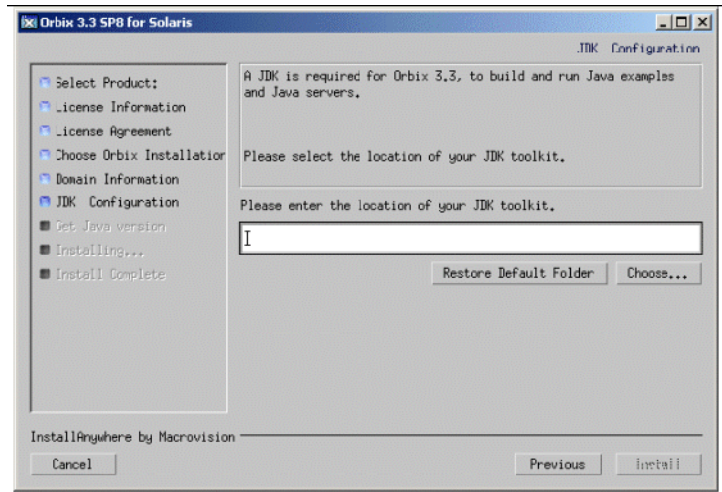 Orbix 3.3 SP8 for Solaris
JDK Configuration
Select Product:
License Information
License Agreement
Choose Orbix Installation
Domain Information
JDK Configuration
Get Java version
Installing...
Install Complete
A JDK is required for Orbix 3.3, to build and run Java examples
and Java servers.
Please select the location of your JDK toolkit.
Please enter the location of your JDK toolkit.
Restore Default Folder
Choose...
InstallAnywhere by Macrovision
Cancel
Previous
Install